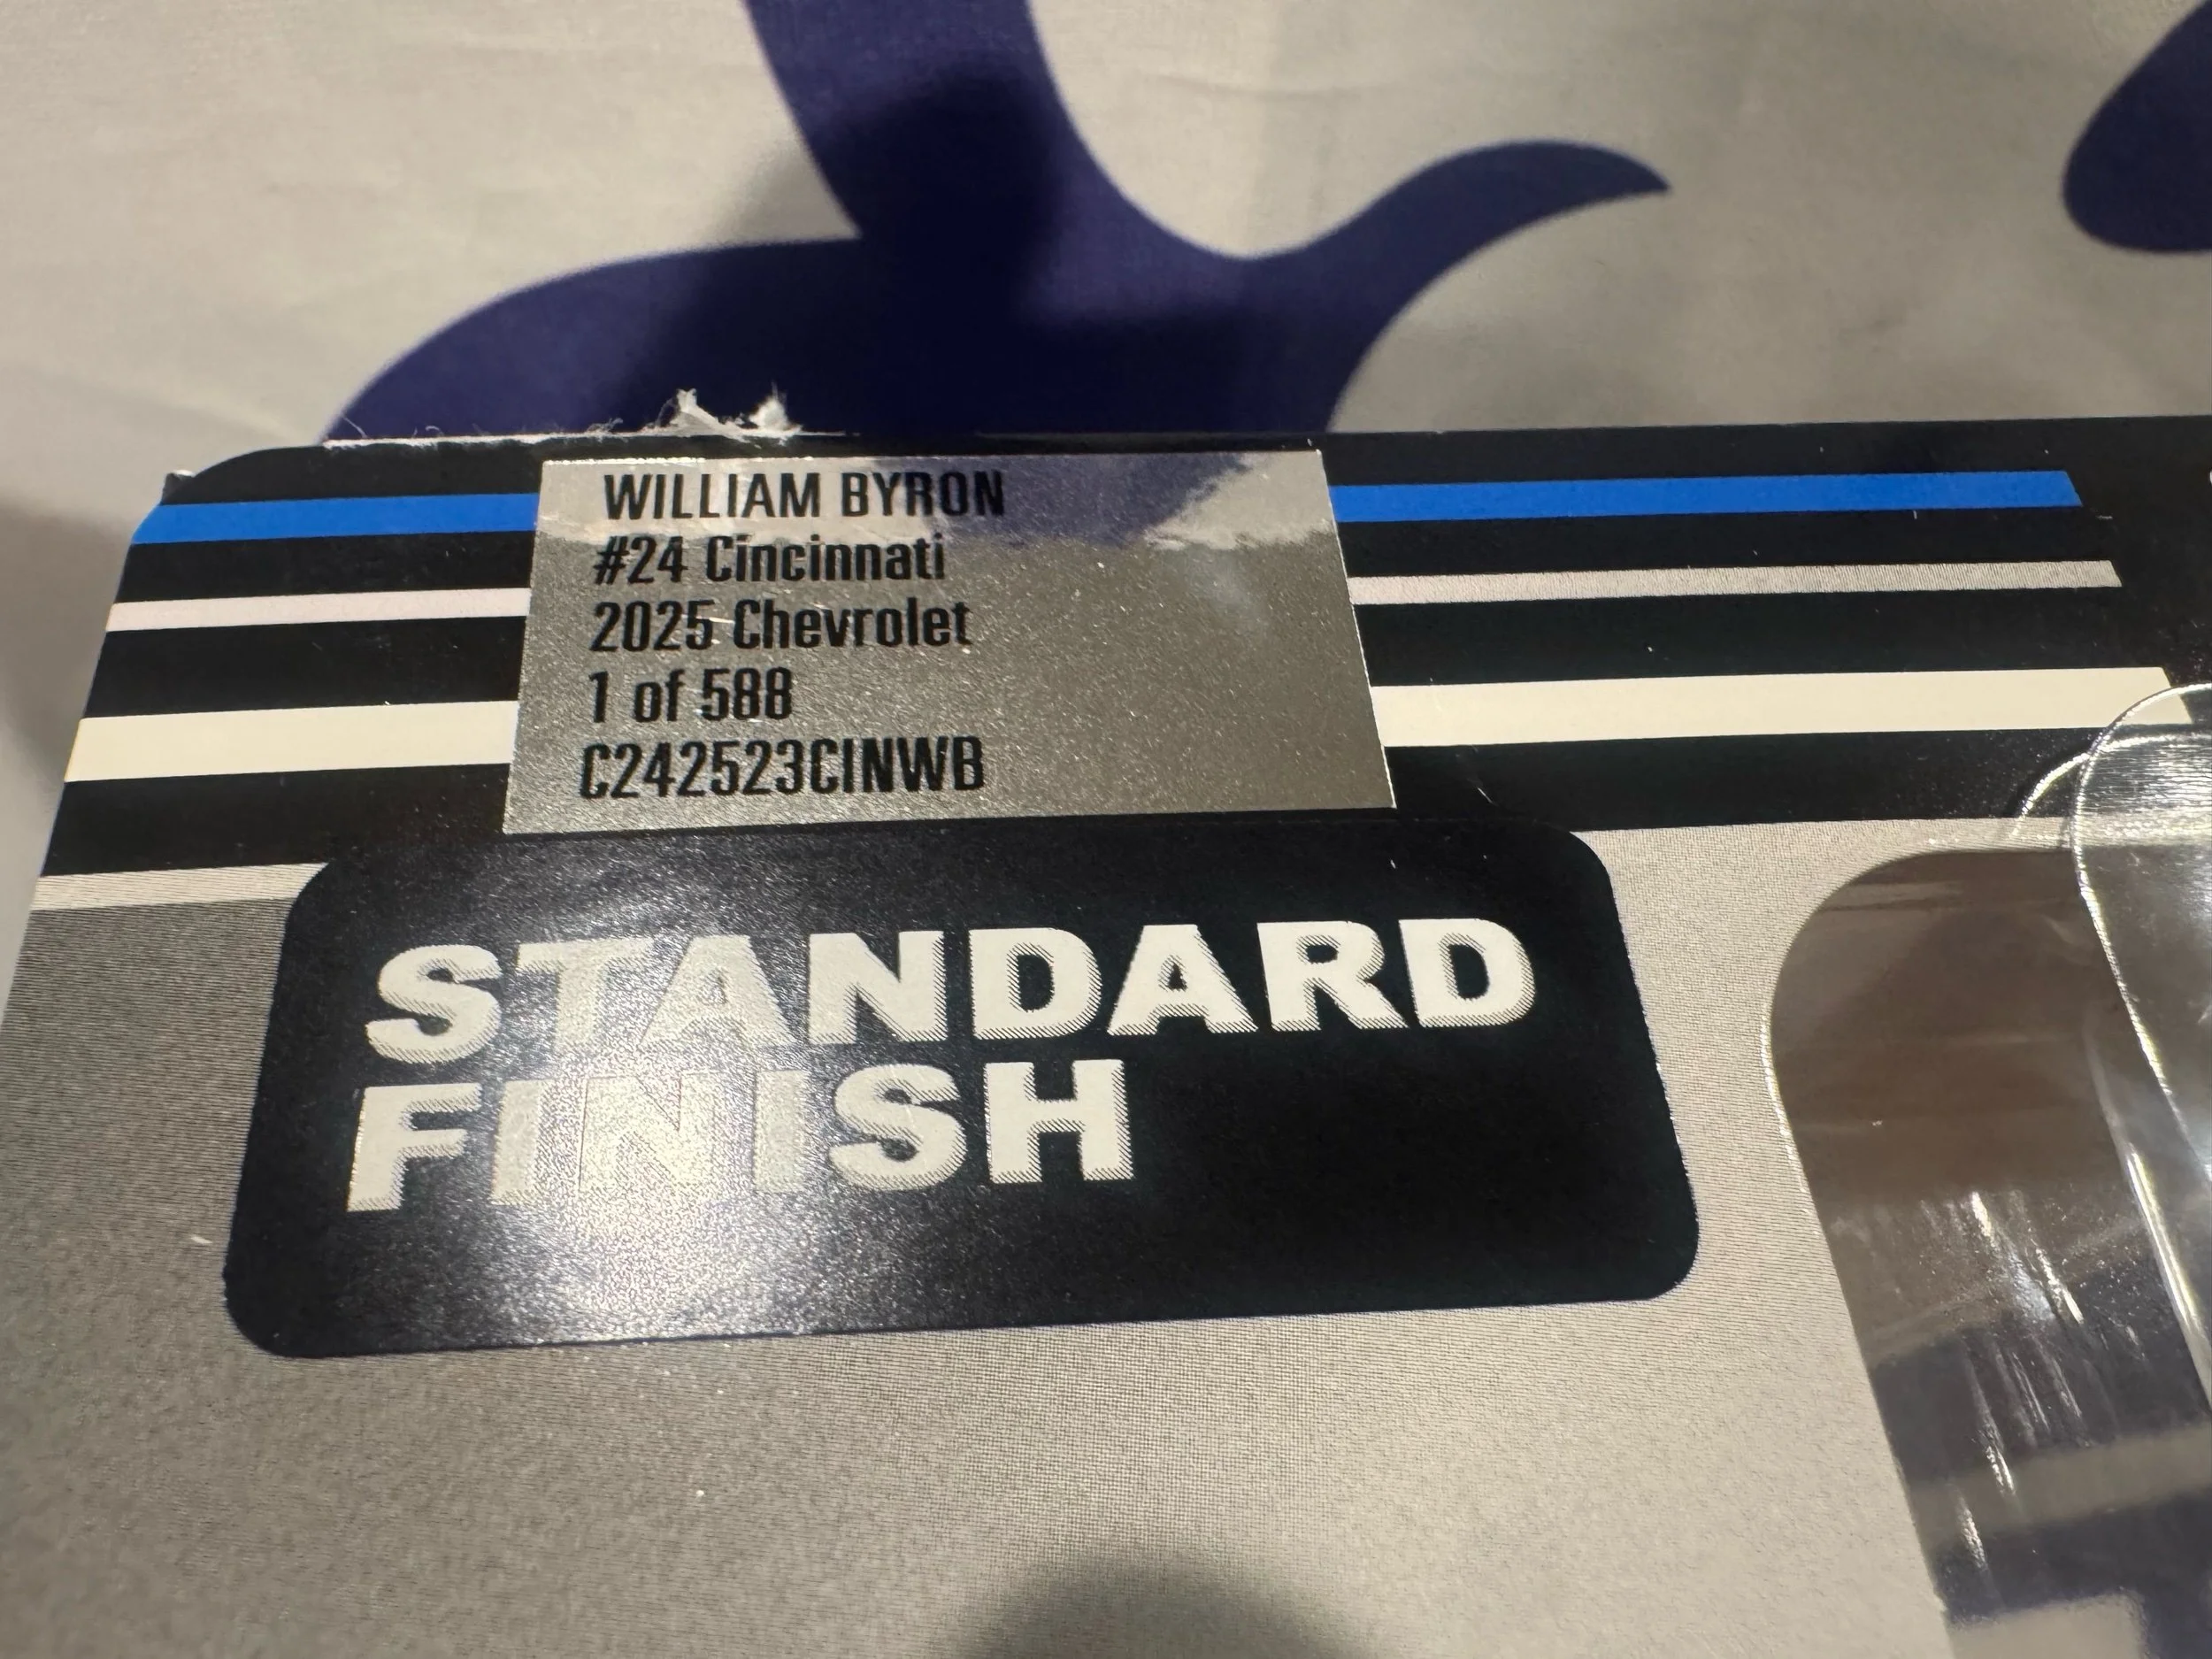 WILLIAM BYRON
#24 Cincinnati
2025 Chevrolet
1 of 588
C242523CINWB
STANDARD
FINISH